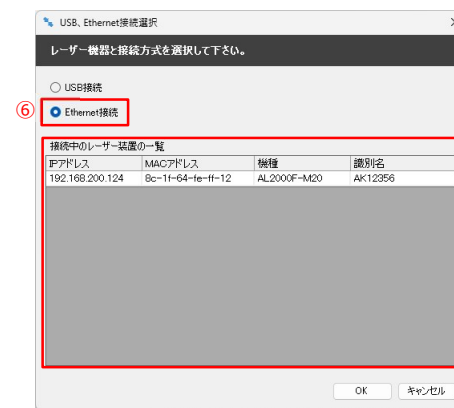 USB、Ethernet接続選択
レーザー機器と接続方式を選択して下さい。
USB接続
⑥ Ethernet接続
接続中のレーザー装置の一覧
IPアドレス MACアドレス 機種 識別名
192.168.200.124 8c-1f-64-fe-ff-12 AL2000F-M20 AK12356
OK キャンセル